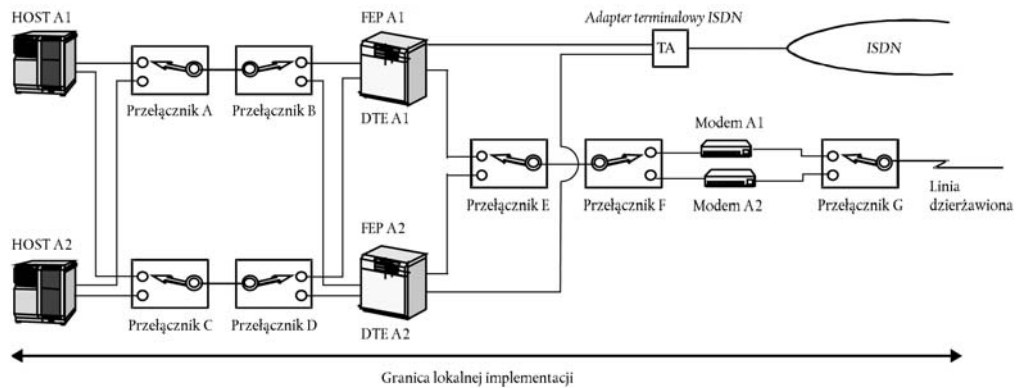 HOST A1
FEP A1
Adapter terminalowy ISDN
TA
ISDN
Przełącznik A
Przełącznik B
DTE A1
Modem A1
Przełącznik E
Przełącznik F
Modem A2
Przełącznik G
Linia
dzierżawiona
HOST A2
FEP A2
Przełącznik C
Przełącznik D
DTE A2
Granica lokalnej implementacji